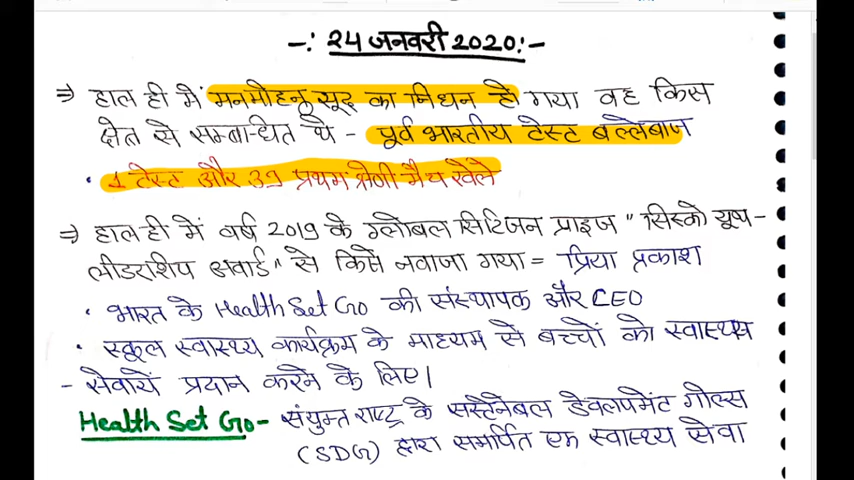 -: 24 जनवरी 2020:-
⇒ हाल ही में मनमोहन सूद का निधन हो गया वह किस
क्षेत से सम्बान्धित थे - पूर्व भारतीय टेस्ट बल्लेबाज
• 1 टेस्ट और 39 प्रथम श्रेणी मैच खेले
⇒ हाल ही में वर्ष 2019 के ग्लोबल सिटिजन प्राइज "सिस्को यूथ-
लीडरशिप अवार्ड" से किसे नवाजा गया = प्रिया प्रकाश
• भारत के Health Set Go की संस्थापक और CEO
• स्कूल स्वास्थ्य कार्यक्रम के माध्यम से बच्चों को स्वास्थ्य
- सेवायें प्रदान करने के लिए।
Health Set Go- संयुक्त राष्ट्र के सस्टेनेबल डेवलपमेंट गोल्स
(SDG) द्वारा समर्पित एक स्वास्थ्य सेवा